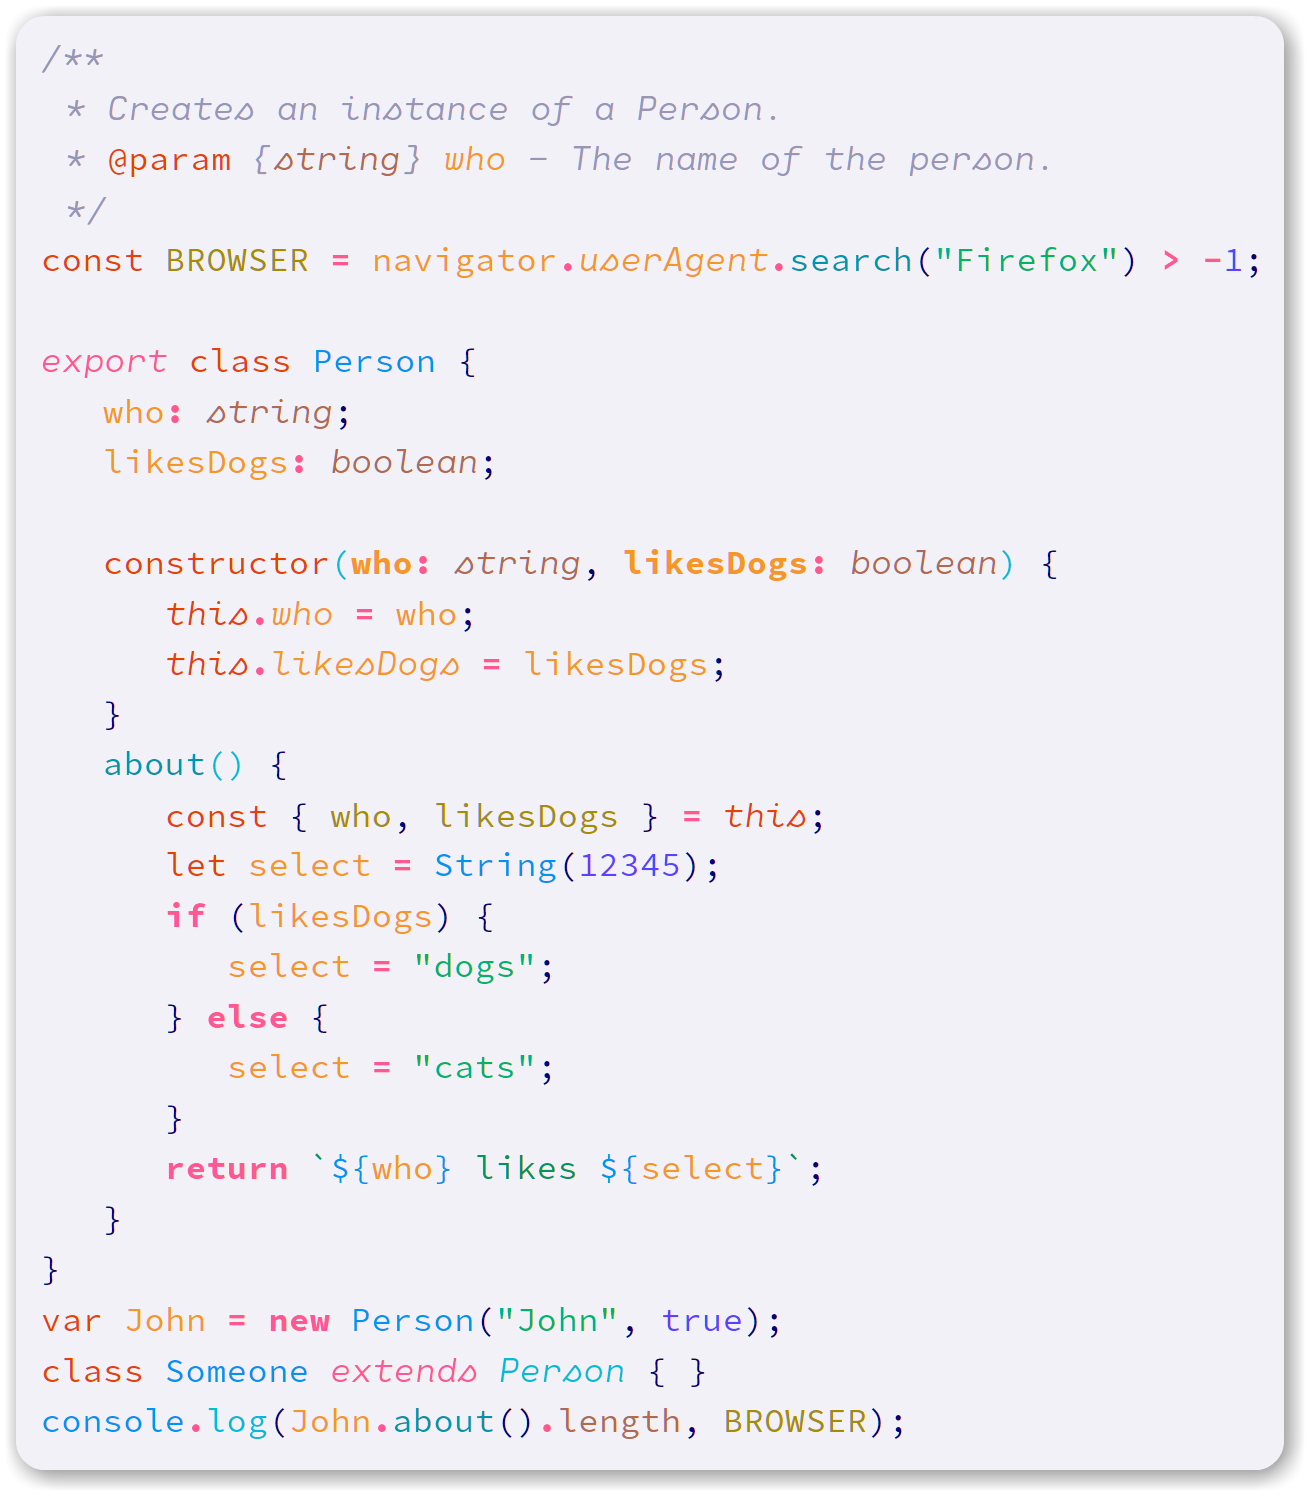 /**
 * Creates an instance of a Person.
 * @param {string} who - The name of the person.
 */
const BROWSER = navigator.userAgent.search("Firefox") > -1;

export class Person {
   who: string;
   likesDogs: boolean;

   constructor(who: string, likesDogs: boolean) {
      this.who = who;
      this.likesDogs = likesDogs;
   }
   about() {
      const { who, likesDogs } = this;
      let select = String(12345);
      if (likesDogs) {
         select = "dogs";
      } else {
         select = "cats";
      }
      return `${who} likes ${select}`;
   }
}
var John = new Person("John", true);
class Someone extends Person { }
console.log(John.about().length, BROWSER);